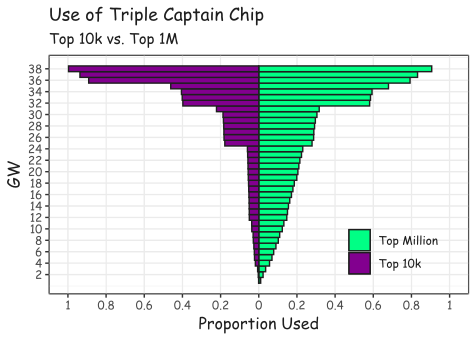 Use of Triple Captain Chip
Top 10k vs. Top 1M
GW
38
36
34
32
30
28
26
24
22
20
18
16
14
12
10
8
6
4
2
Top Million
Top 10k
1 0.8 0.6 0.4 0.2 0 0.2 0.4 0.6 0.8 1
Proportion Used